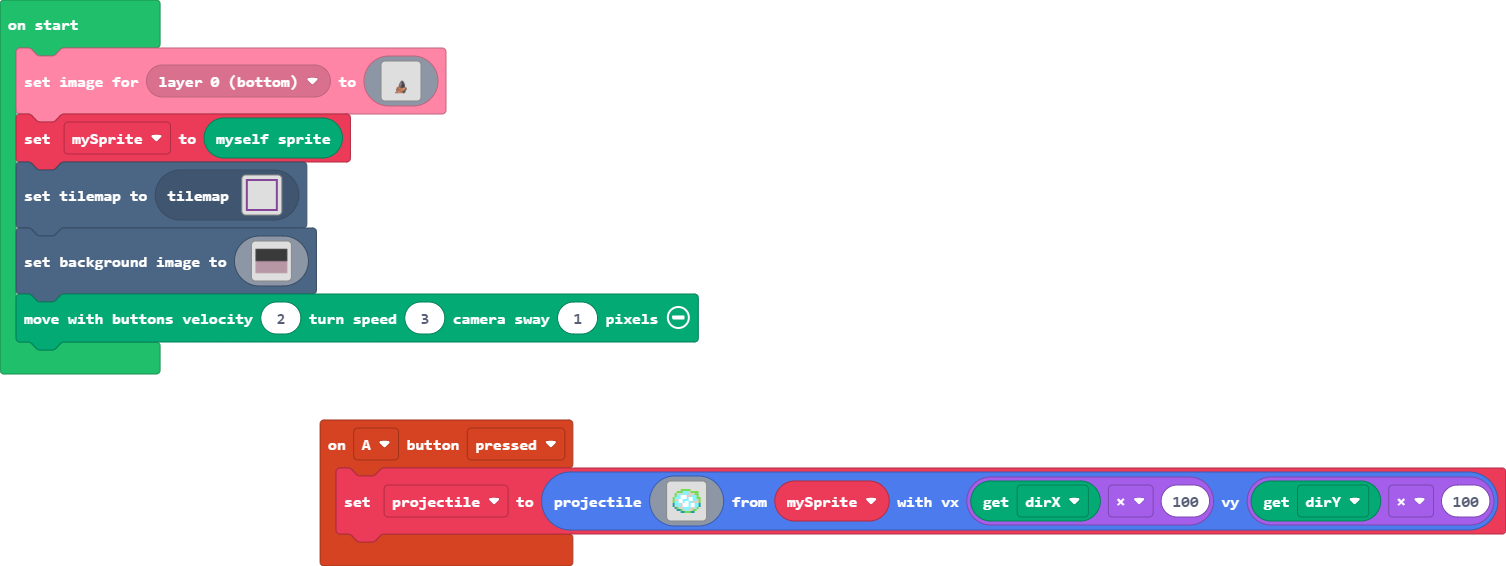 on start
set image for layer 0 (bottom) to
set mySprite to myself sprite
set tilemap to tilemap
set background image to
move with buttons velocity 2 turn speed 3 camera sway 1 pixels
on A button pressed
set projectile to projectile from mySprite with vx get dirX × 100 vy get dirY × 100